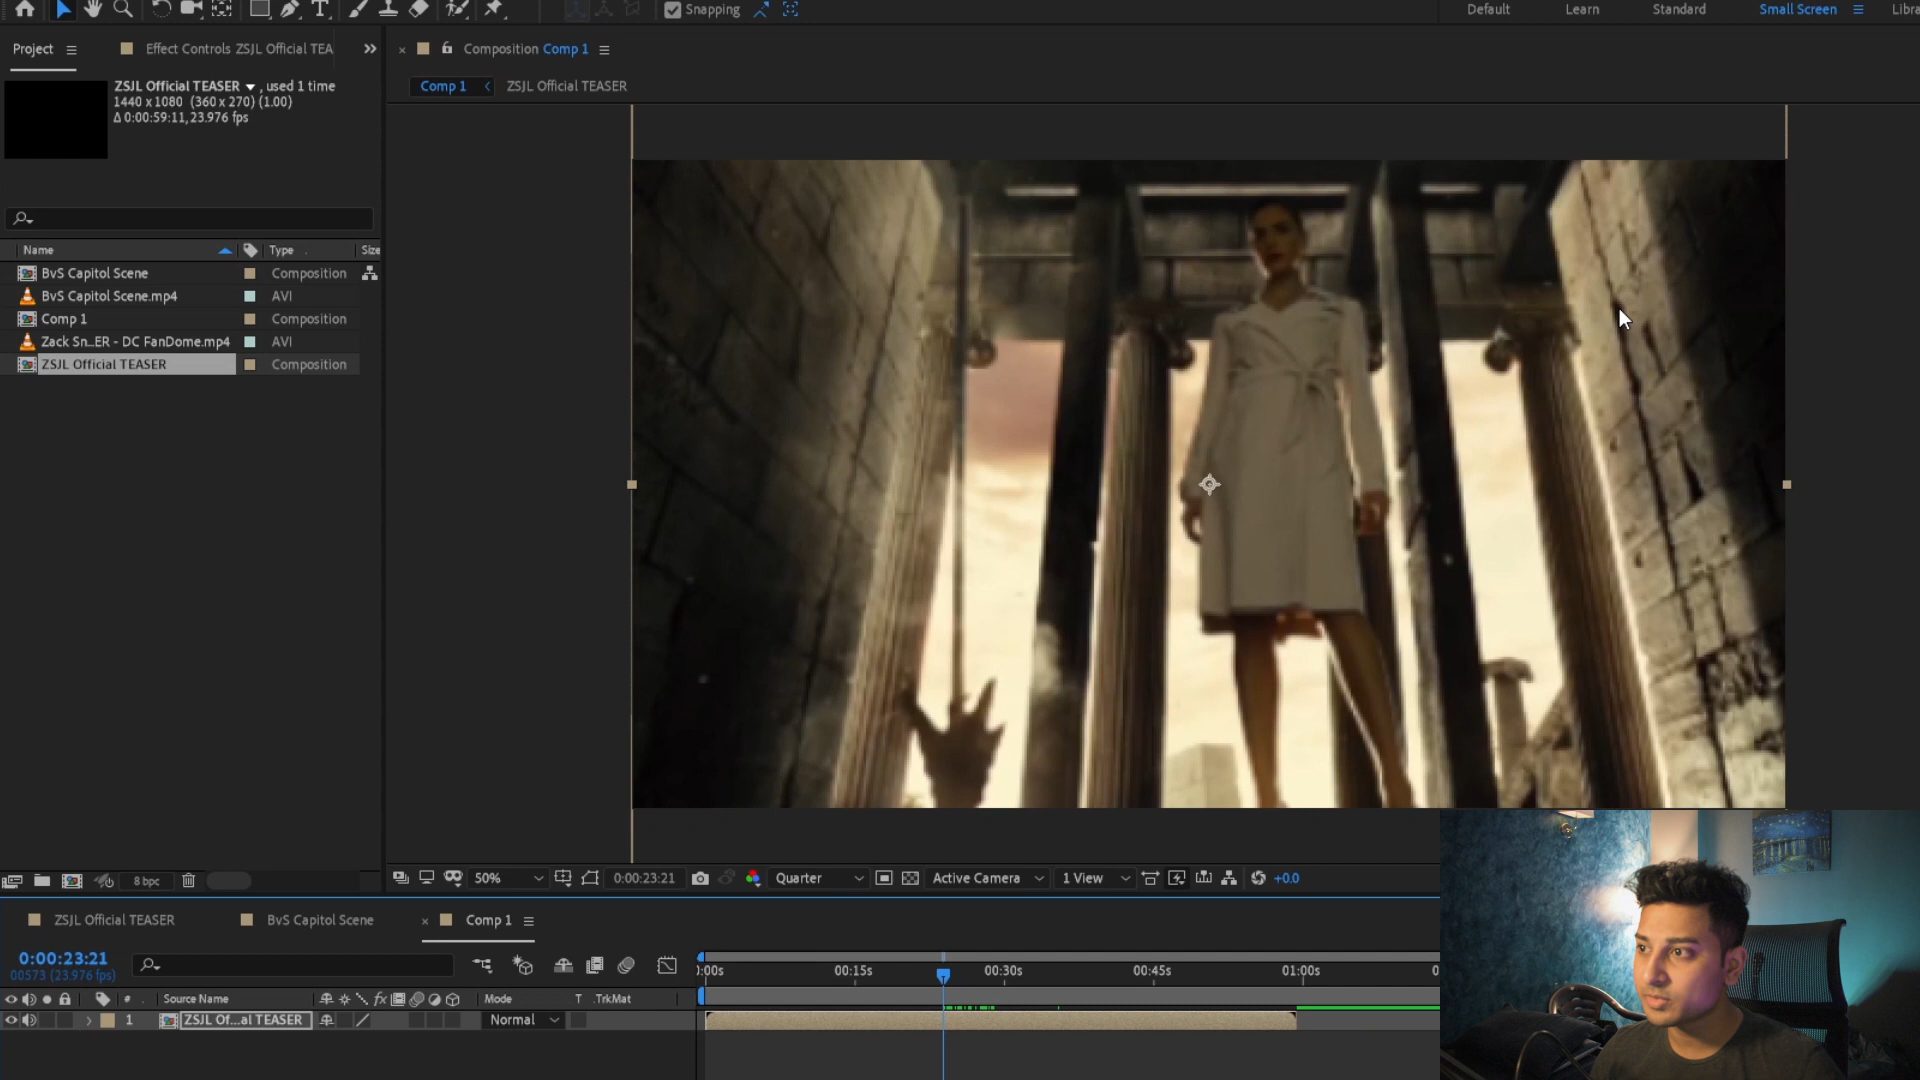 Snapping
Default
Learn
Standard
Small Screen
Libra
Project
Effect Controls ZSJL Official TEA
Composition Comp 1
ZSJL Official TEASER , used 1 time
1440 x 1080 (360 x 270) (1.00)
Δ 0:00:59:11, 23.976 fps
Comp 1
ZSJL Official TEASER
Name
Type
Size
BvS Capitol Scene
Composition
BvS Capitol Scene.mp4
AVI
Comp 1
Composition
Zack Sn...ER - DC FanDome.mp4
AVI
ZSJL Official TEASER
Composition
8 bpc
50%
0:00:23:21
Quarter
Active Camera
1 View
+0.0
ZSJL Official TEASER
BvS Capitol Scene
Comp 1
0:00:23:21
00573 (23.976 fps)
):00s
00:15s
00:30s
00:45s
01:00s
0
#
Source Name
fx
Mode
T .TrkMat
1
ZSJL Of...al TEASER
Normal